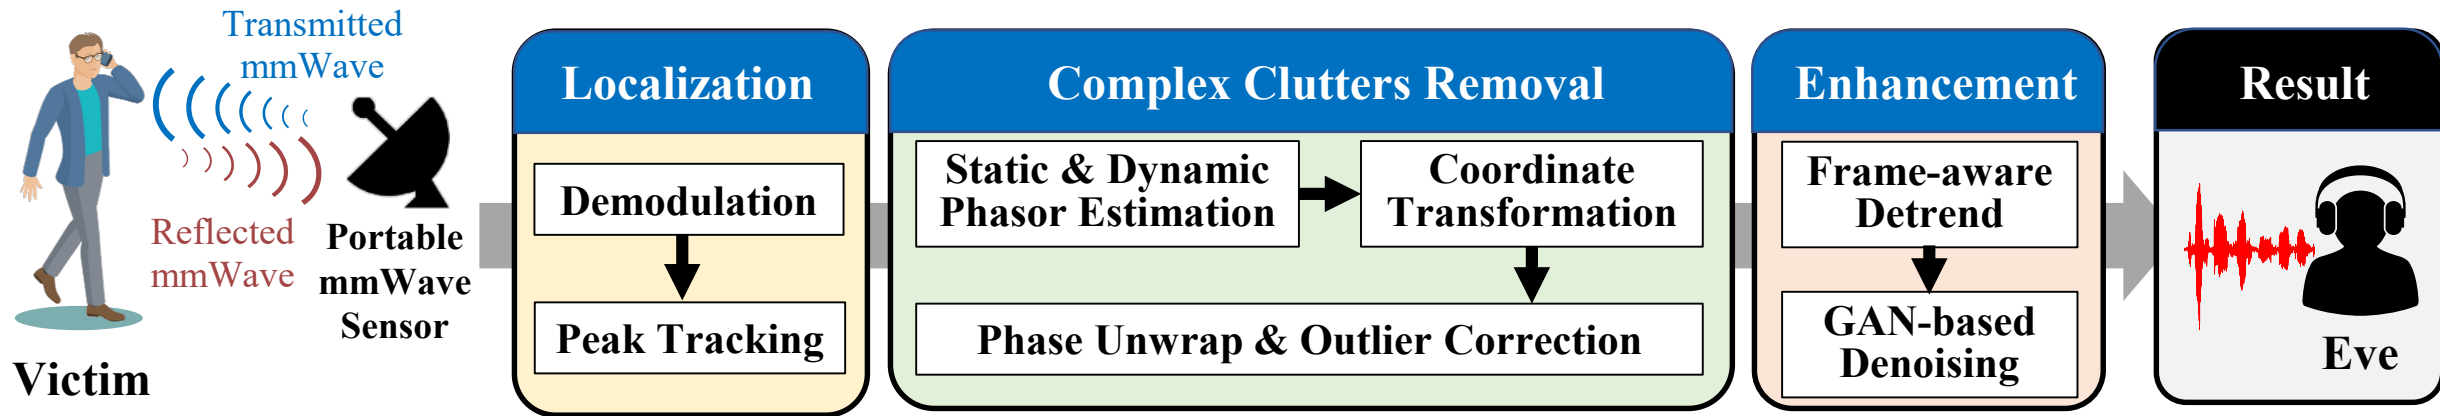 Transmitted
mmWave
Reflected
mmWave
Portable
mmWave
Sensor
Victim
Localization
Demodulation
Peak Tracking
Complex Clutters Removal
Static & Dynamic
Phasor Estimation
Coordinate
Transformation
Phase Unwrap & Outlier Correction
Enhancement
Frame-aware
Detrend
GAN-based
Denoising
Result
Eve